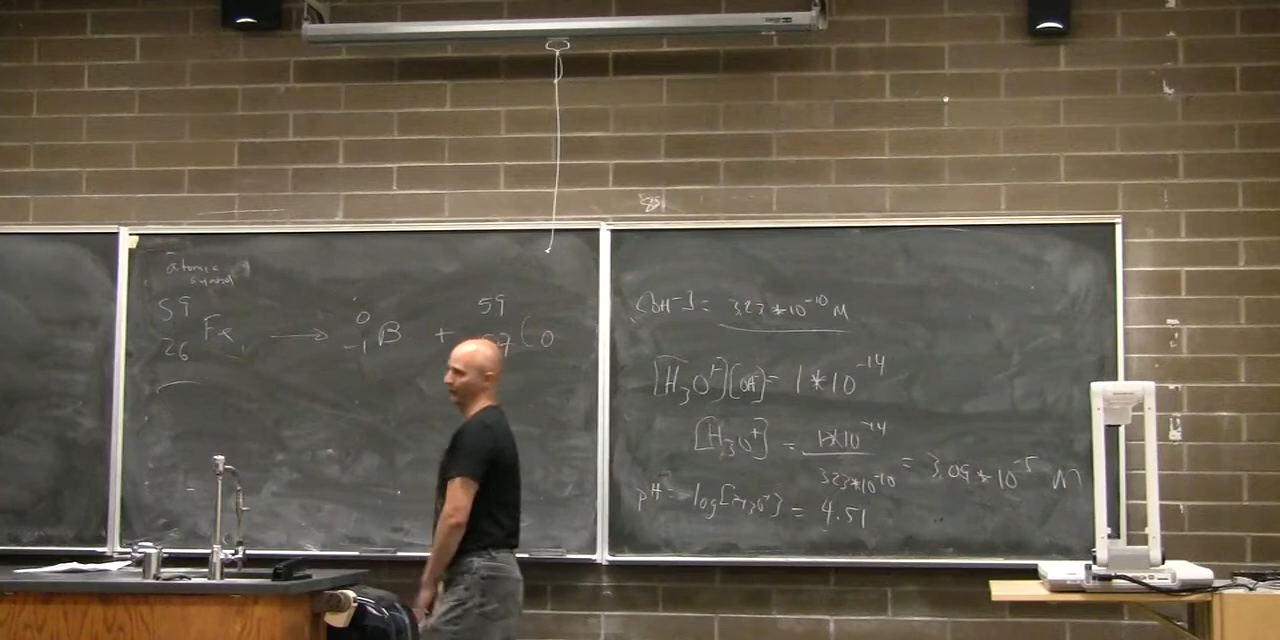 atomic
symbol
59 59
26 Fe → 0 -1 B + 27 Co
[OH-] = 3.23*10^-10 M
[H3O+][OH-] = 1*10^-14
[H3O+] = 1*10^-14 / 3.23*10^-10 = 3.09*10^-5 M
pH = -log[H3O+] = 4.51